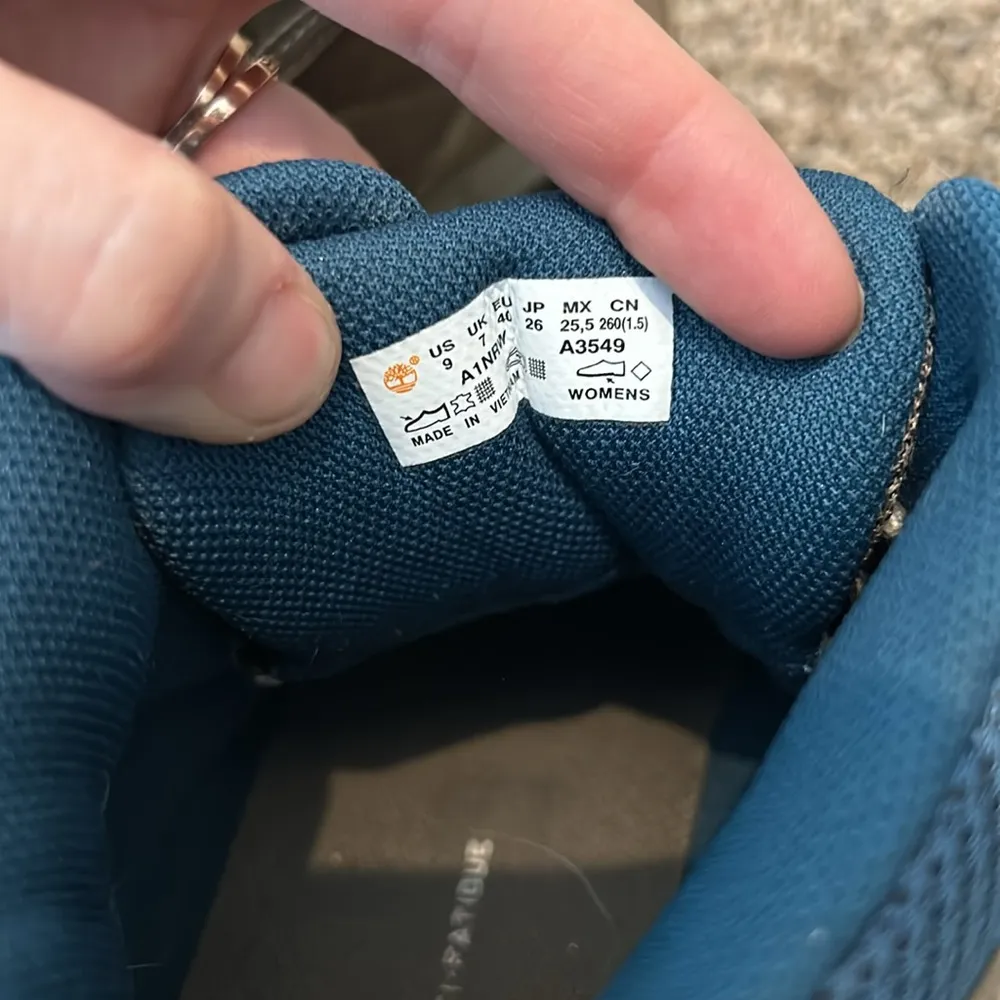 US UK EU JP MX CN
9 7 40 26 25,5 260(1.5)
A3549
MADE IN VIETNAM
WOMENS